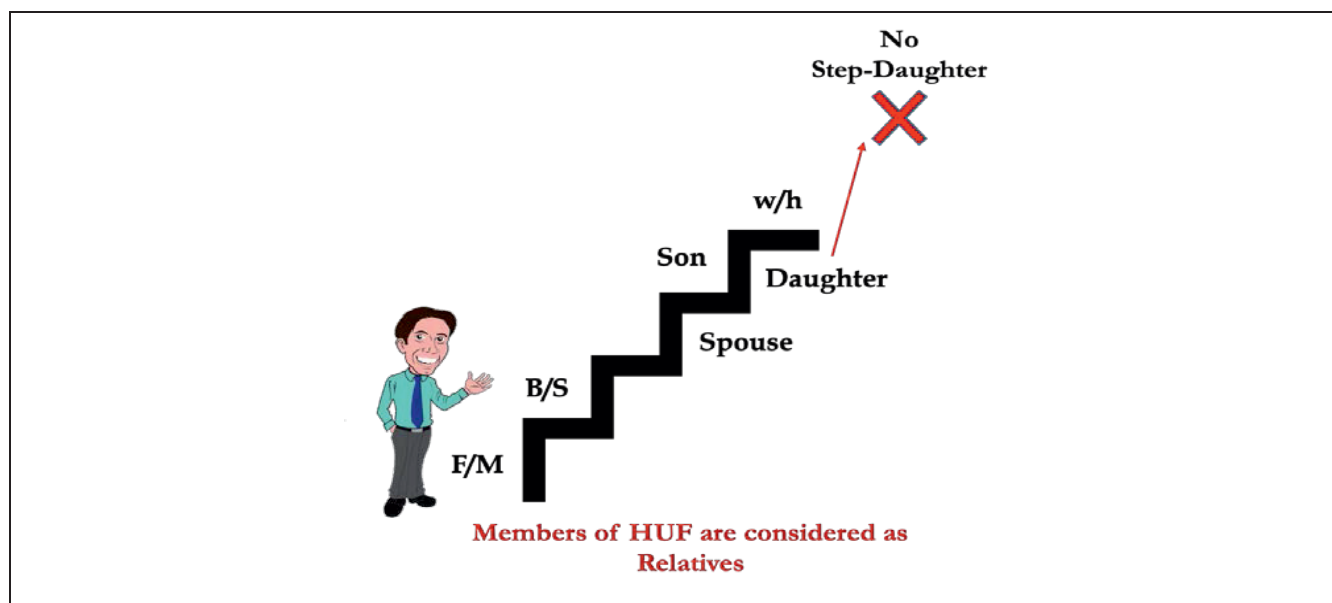 No
Step-Daughter
w/h
Son
Daughter
Spouse
B/S
F/M
Members of HUF are considered as
Relatives